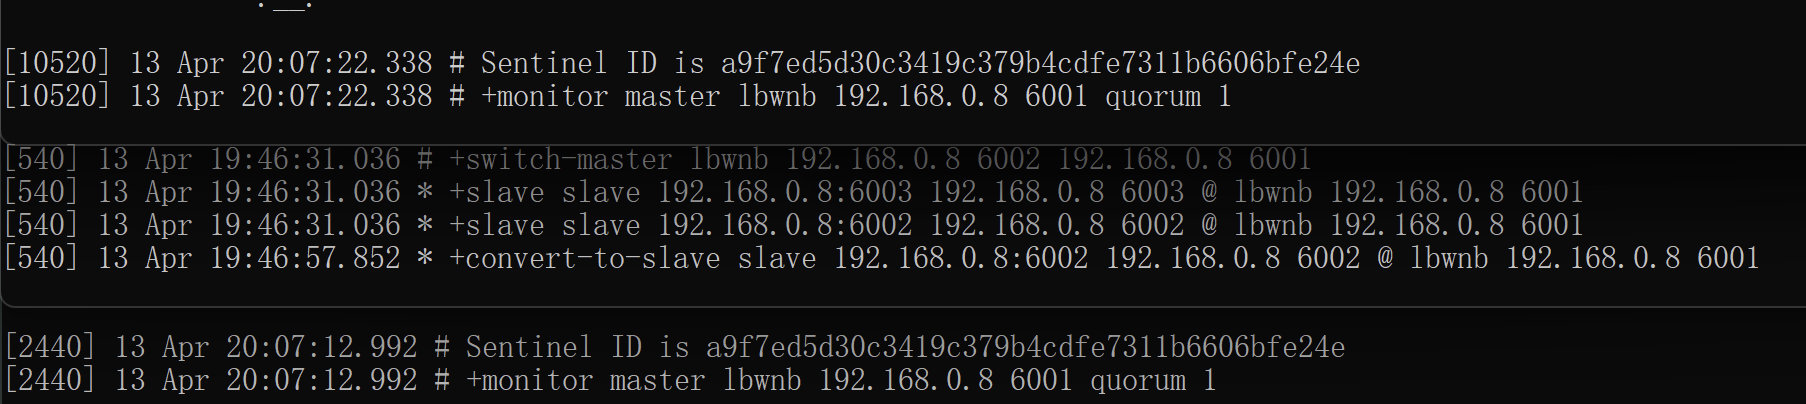 [10520] 13 Apr 20:07:22.338 # Sentinel ID is a9f7ed5d30c3419c379b4cdfe7311b6606bfe24e
[10520] 13 Apr 20:07:22.338 # +monitor master lbwnb 192.168.0.8 6001 quorum 1
[540] 13 Apr 19:46:31.036 # +switch-master lbwnb 192.168.0.8 6002 192.168.0.8 6001
[540] 13 Apr 19:46:31.036 * +slave slave 192.168.0.8:6003 192.168.0.8 6003 @ lbwnb 192.168.0.8 6001
[540] 13 Apr 19:46:31.036 * +slave slave 192.168.0.8:6002 192.168.0.8 6002 @ lbwnb 192.168.0.8 6001
[540] 13 Apr 19:46:57.852 * +convert-to-slave slave 192.168.0.8:6002 192.168.0.8 6002 @ lbwnb 192.168.0.8 6001
[2440] 13 Apr 20:07:12.992 # Sentinel ID is a9f7ed5d30c3419c379b4cdfe7311b6606bfe24e
[2440] 13 Apr 20:07:12.992 # +monitor master lbwnb 192.168.0.8 6001 quorum 1